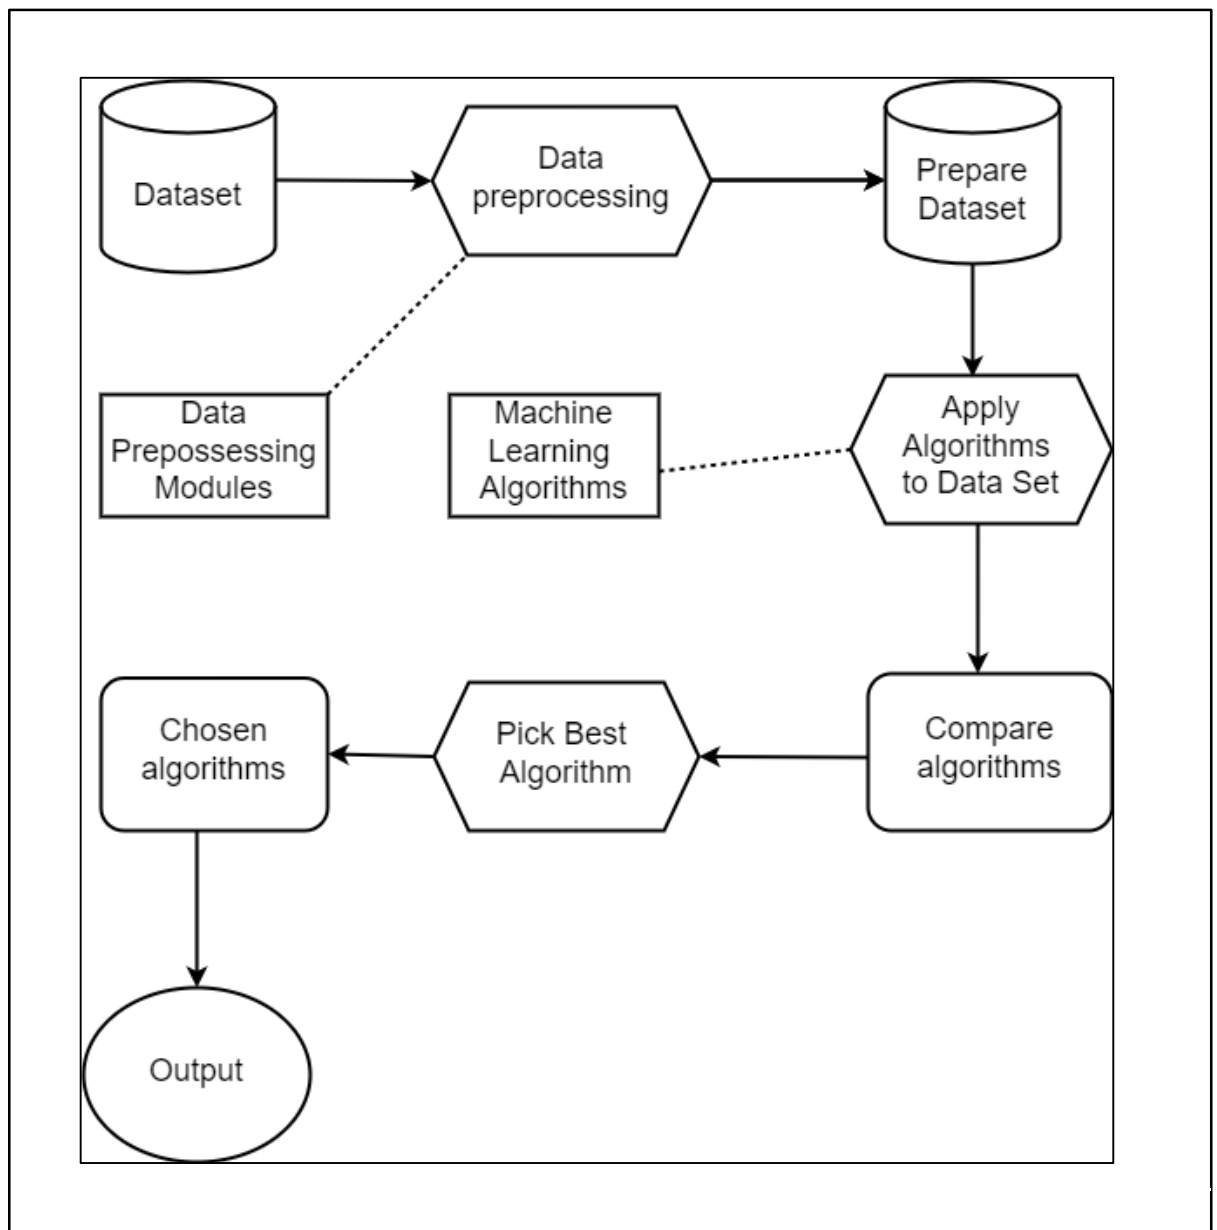 Dataset
Data
preprocessing
Prepare
Dataset
Data
Prepossessing
Modules
Machine
Learning
Algorithms
Apply
Algorithms
to Data Set
Chosen
algorithms
Pick Best
Algorithm
Compare
algorithms
Output